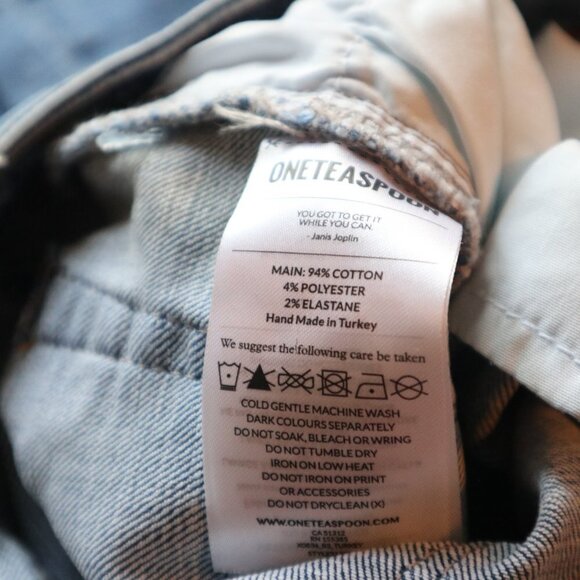 ONETEASPOON
YOU GOT TO GET IT
WHILE YOU CAN.
- Janis Joplin
MAIN: 94% COTTON
4% POLYESTER
2% ELASTANE
Hand Made in Turkey
We suggest the following care be taken
COLD GENTLE MACHINE WASH
DARK COLOURS SEPARATELY
DO NOT SOAK, BLEACH OR WRING
DO NOT TUMBLE DRY
IRON ON LOW HEAT
DO NOT IRON ON PRINT
OR ACCESSORIES
DO NOT DRYCLEAN (X)
WWW.ONETEASPOON.COM